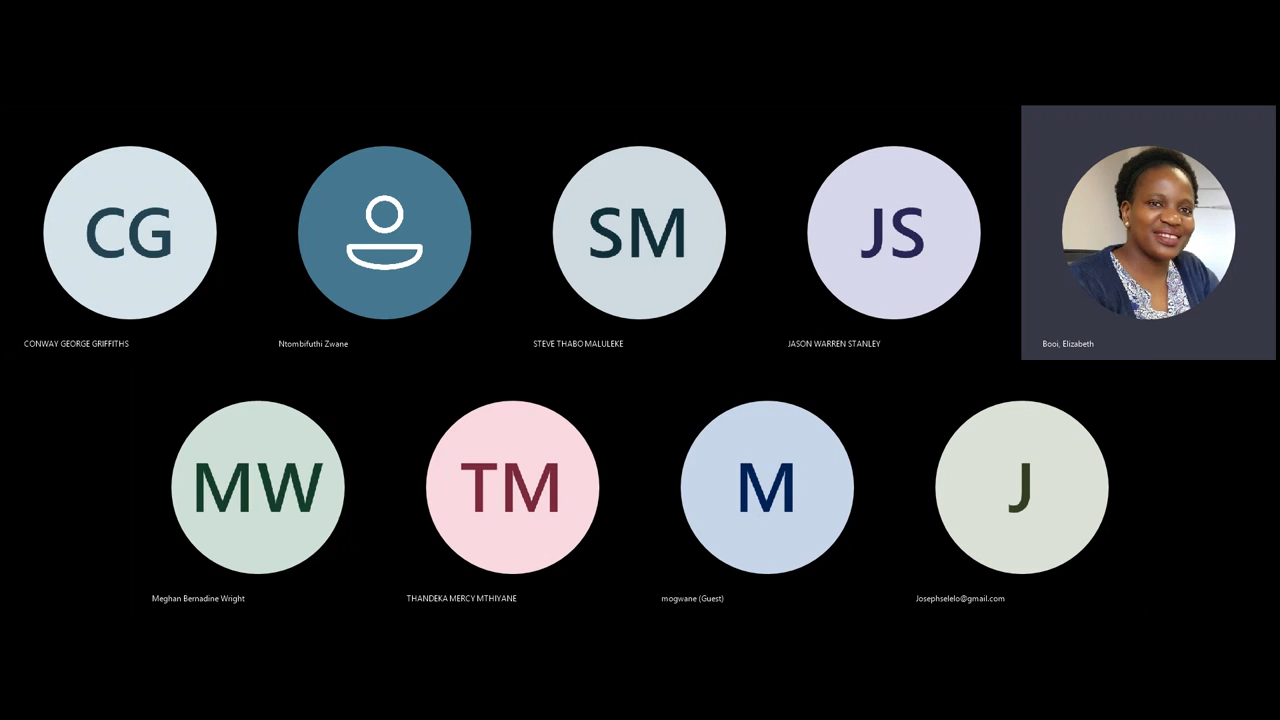 CG
SM
JS
CONWAY GEORGE GRIFFITHS
Ntombifuthi Zwane
STEVE THABO MALULEKE
JASON WARREN STANLEY
Booi, Elizabeth
MW
TM
M
J
Meghan Bernadine Wright
THANDEKA MERCY MTHIYANE
mogwane (Guest)
Josephselelo@gmail.com